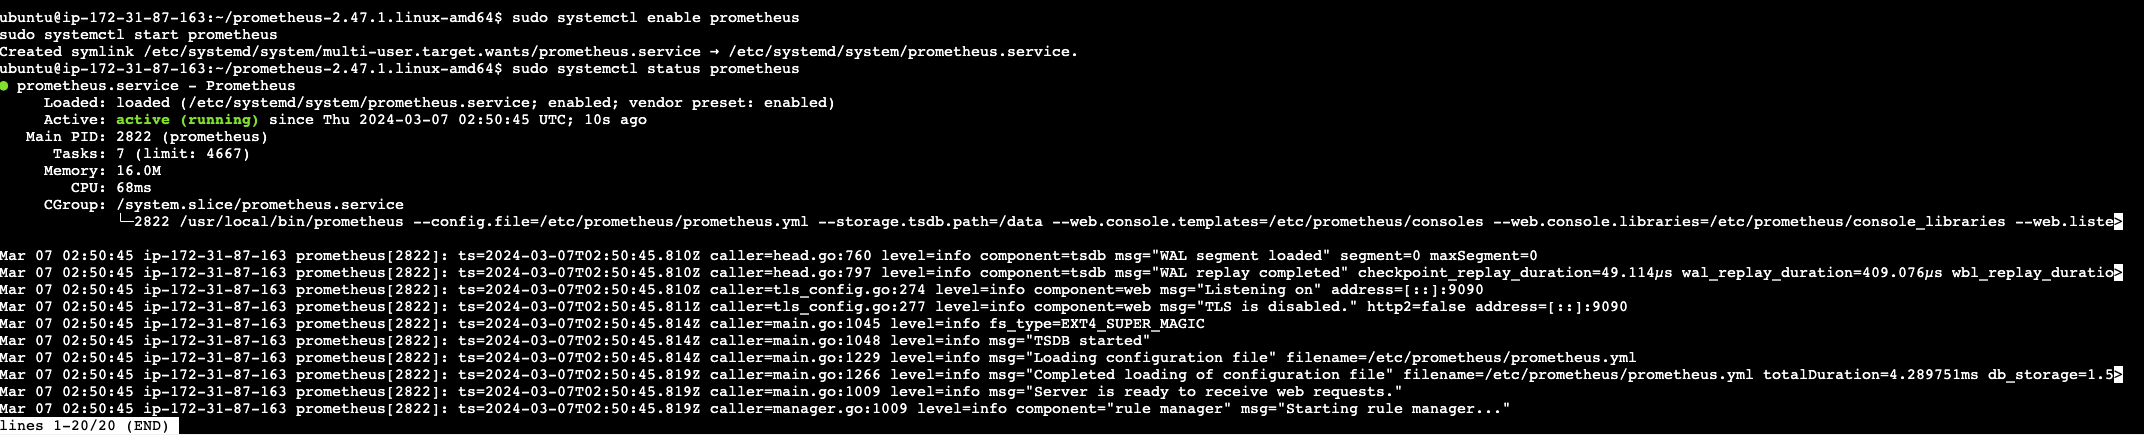 ubuntu@ip-172-31-87-163:~/prometheus-2.47.1.linux-amd64$ sudo systemctl enable prometheus
sudo systemctl start prometheus
Created symlink /etc/systemd/system/multi-user.target.wants/prometheus.service → /etc/systemd/system/prometheus.service.
ubuntu@ip-172-31-87-163:~/prometheus-2.47.1.linux-amd64$ sudo systemctl status prometheus
● prometheus.service - Prometheus
     Loaded: loaded (/etc/systemd/system/prometheus.service; enabled; vendor preset: enabled)
     Active: active (running) since Thu 2024-03-07 02:50:45 UTC; 10s ago
   Main PID: 2822 (prometheus)
      Tasks: 7 (limit: 4667)
     Memory: 16.0M
        CPU: 68ms
     CGroup: /system.slice/prometheus.service
             └─2822 /usr/local/bin/prometheus --config.file=/etc/prometheus/prometheus.yml --storage.tsdb.path=/data --web.console.templates=/etc/prometheus/consoles --web.console.libraries=/etc/prometheus/console_libraries --web.liste>
Mar 07 02:50:45 ip-172-31-87-163 prometheus[2822]: ts=2024-03-07T02:50:45.810Z caller=head.go:760 level=info component=tsdb msg="WAL segment loaded" segment=0 maxSegment=0
Mar 07 02:50:45 ip-172-31-87-163 prometheus[2822]: ts=2024-03-07T02:50:45.810Z caller=head.go:797 level=info component=tsdb msg="WAL replay completed" checkpoint_replay_duration=49.114µs wal_replay_duration=409.076µs wbl_replay_duratio>
Mar 07 02:50:45 ip-172-31-87-163 prometheus[2822]: ts=2024-03-07T02:50:45.810Z caller=tls_config.go:274 level=info component=web msg="Listening on" address=[::]:9090
Mar 07 02:50:45 ip-172-31-87-163 prometheus[2822]: ts=2024-03-07T02:50:45.811Z caller=tls_config.go:277 level=info component=web msg="TLS is disabled." http2=false address=[::]:9090
Mar 07 02:50:45 ip-172-31-87-163 prometheus[2822]: ts=2024-03-07T02:50:45.814Z caller=main.go:1045 level=info fs_type=EXT4_SUPER_MAGIC
Mar 07 02:50:45 ip-172-31-87-163 prometheus[2822]: ts=2024-03-07T02:50:45.814Z caller=main.go:1048 level=info msg="TSDB started"
Mar 07 02:50:45 ip-172-31-87-163 prometheus[2822]: ts=2024-03-07T02:50:45.814Z caller=main.go:1229 level=info msg="Loading configuration file" filename=/etc/prometheus/prometheus.yml
Mar 07 02:50:45 ip-172-31-87-163 prometheus[2822]: ts=2024-03-07T02:50:45.819Z caller=main.go:1266 level=info msg="Completed loading of configuration file" filename=/etc/prometheus/prometheus.yml totalDuration=4.289751ms db_storage=1.5>
Mar 07 02:50:45 ip-172-31-87-163 prometheus[2822]: ts=2024-03-07T02:50:45.819Z caller=main.go:1009 level=info msg="Server is ready to receive web requests."
Mar 07 02:50:45 ip-172-31-87-163 prometheus[2822]: ts=2024-03-07T02:50:45.819Z caller=manager.go:1009 level=info component="rule manager" msg="Starting rule manager..."
lines 1-20/20 (END)